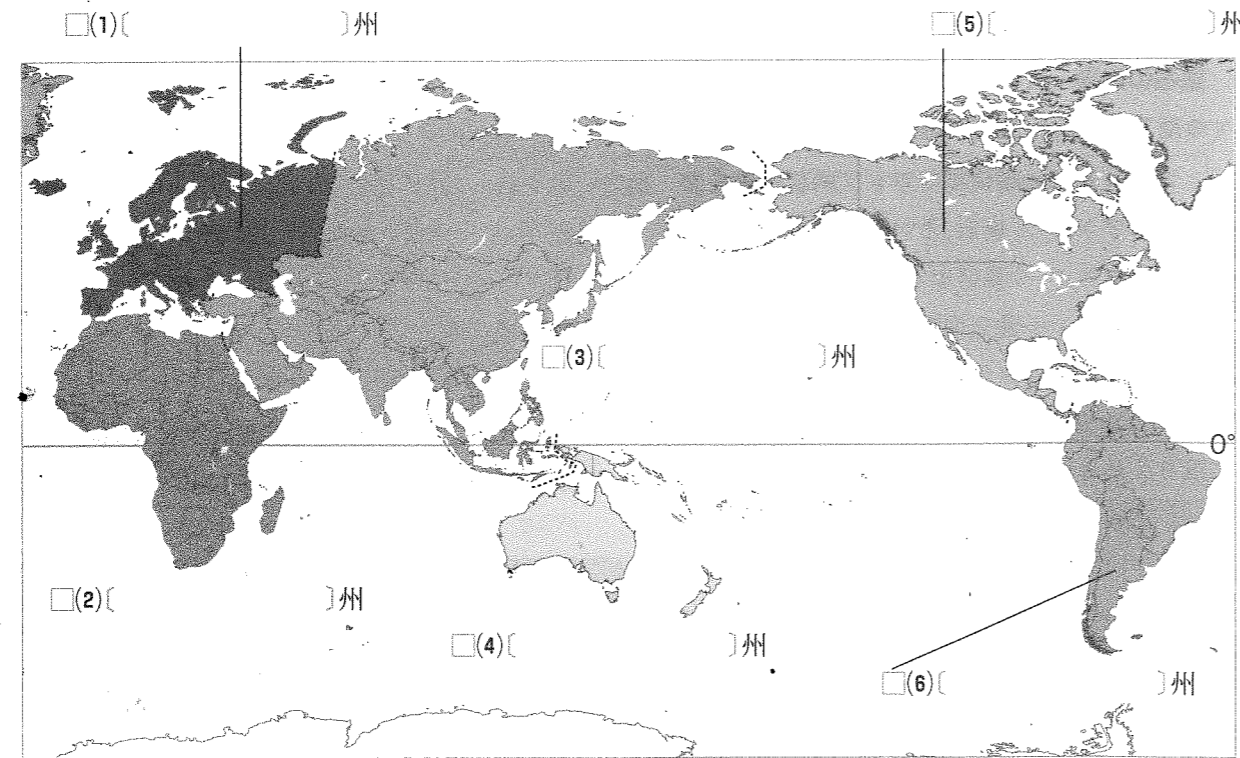 □(1)〔 〕州
□(5)〔 〕州
□(3)〔 〕州
0°
□(2)〔 〕州
□(4)〔 〕州
□(6)〔 〕州